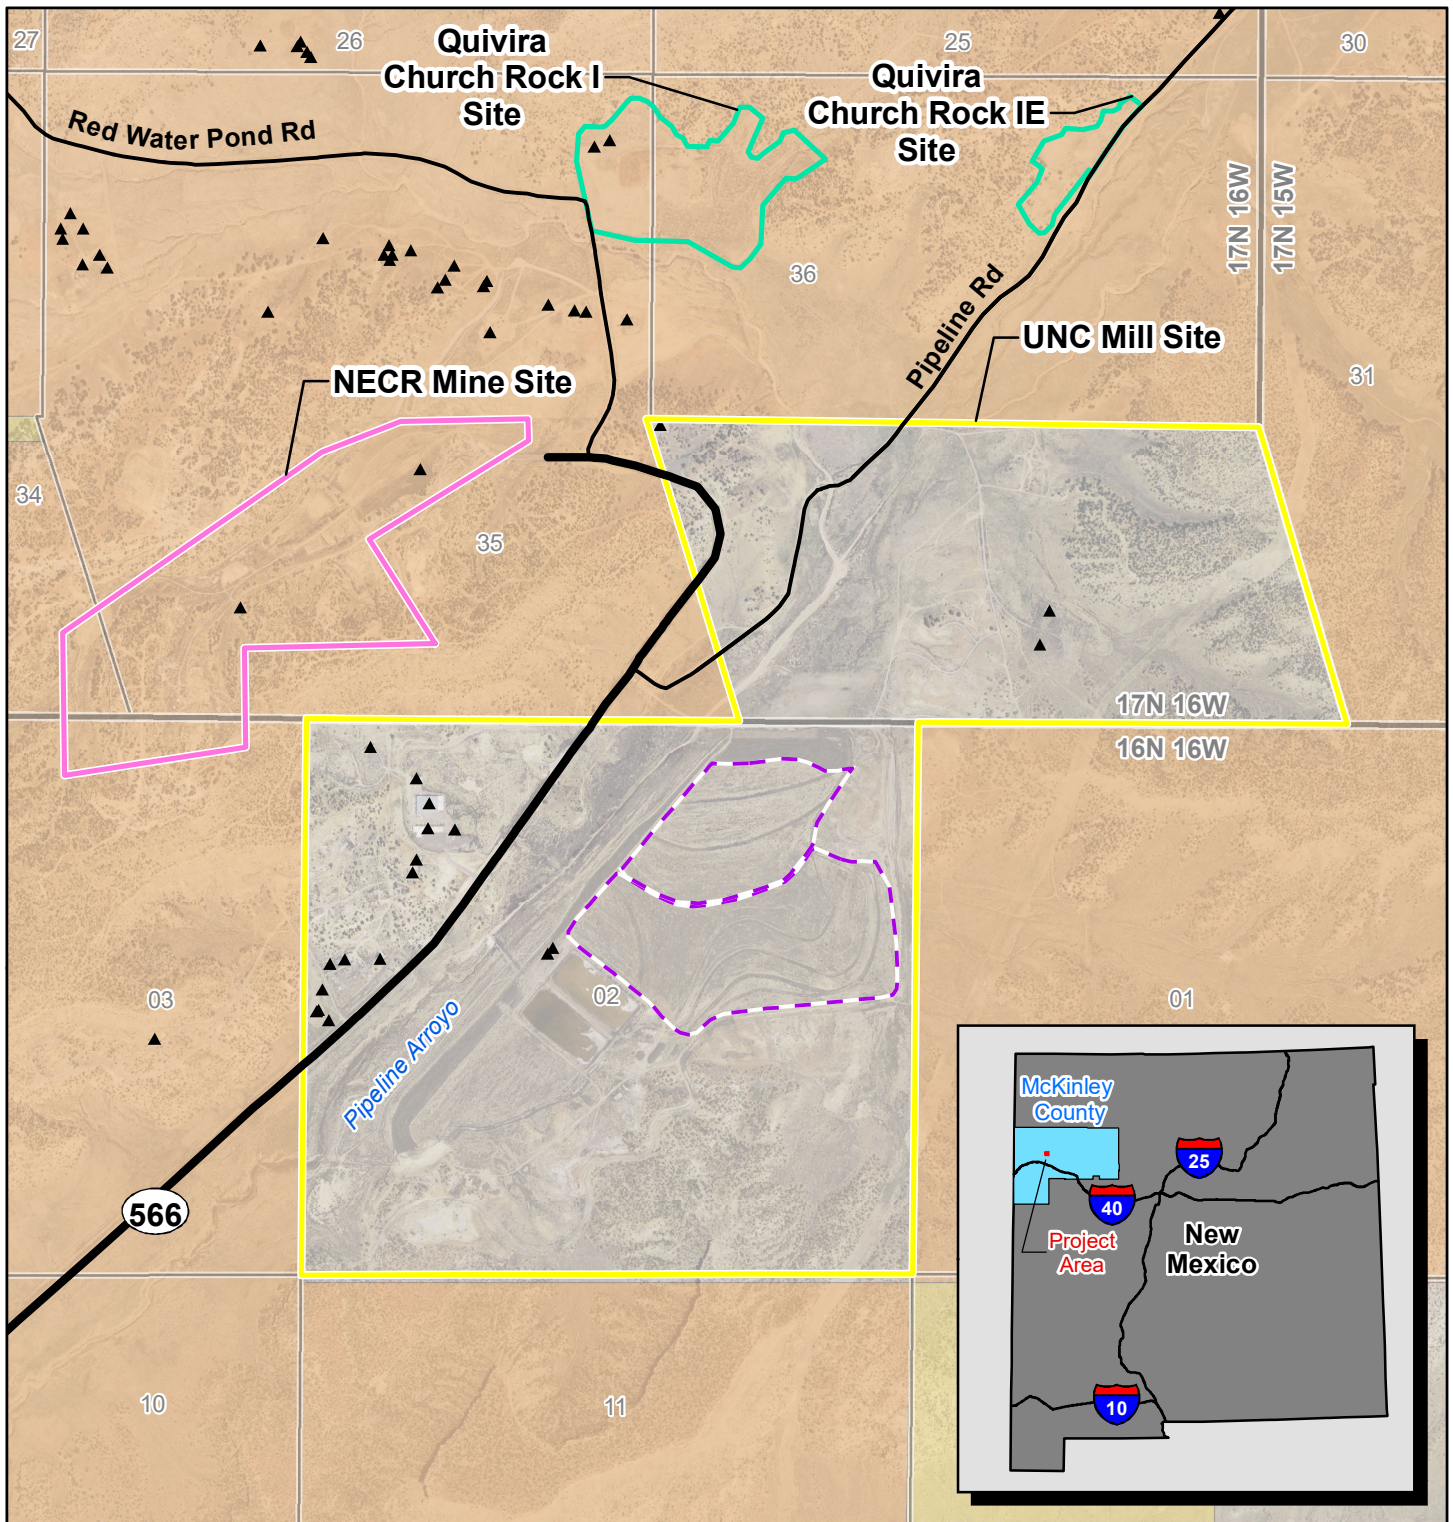 27
26
25
30
Quivira
Church Rock I
Site
Quivira
Church Rock IE
Site
Red Water Pond Rd
17N 16W
17N 15W
36
Pipeline Rd
UNC Mill Site
31
NECR Mine Site
34
35
17N 16W
16N 16W
03
02
01
Pipeline Arroyo
566
10
11
McKinley
County
25
40
Project
Area
New
Mexico
10